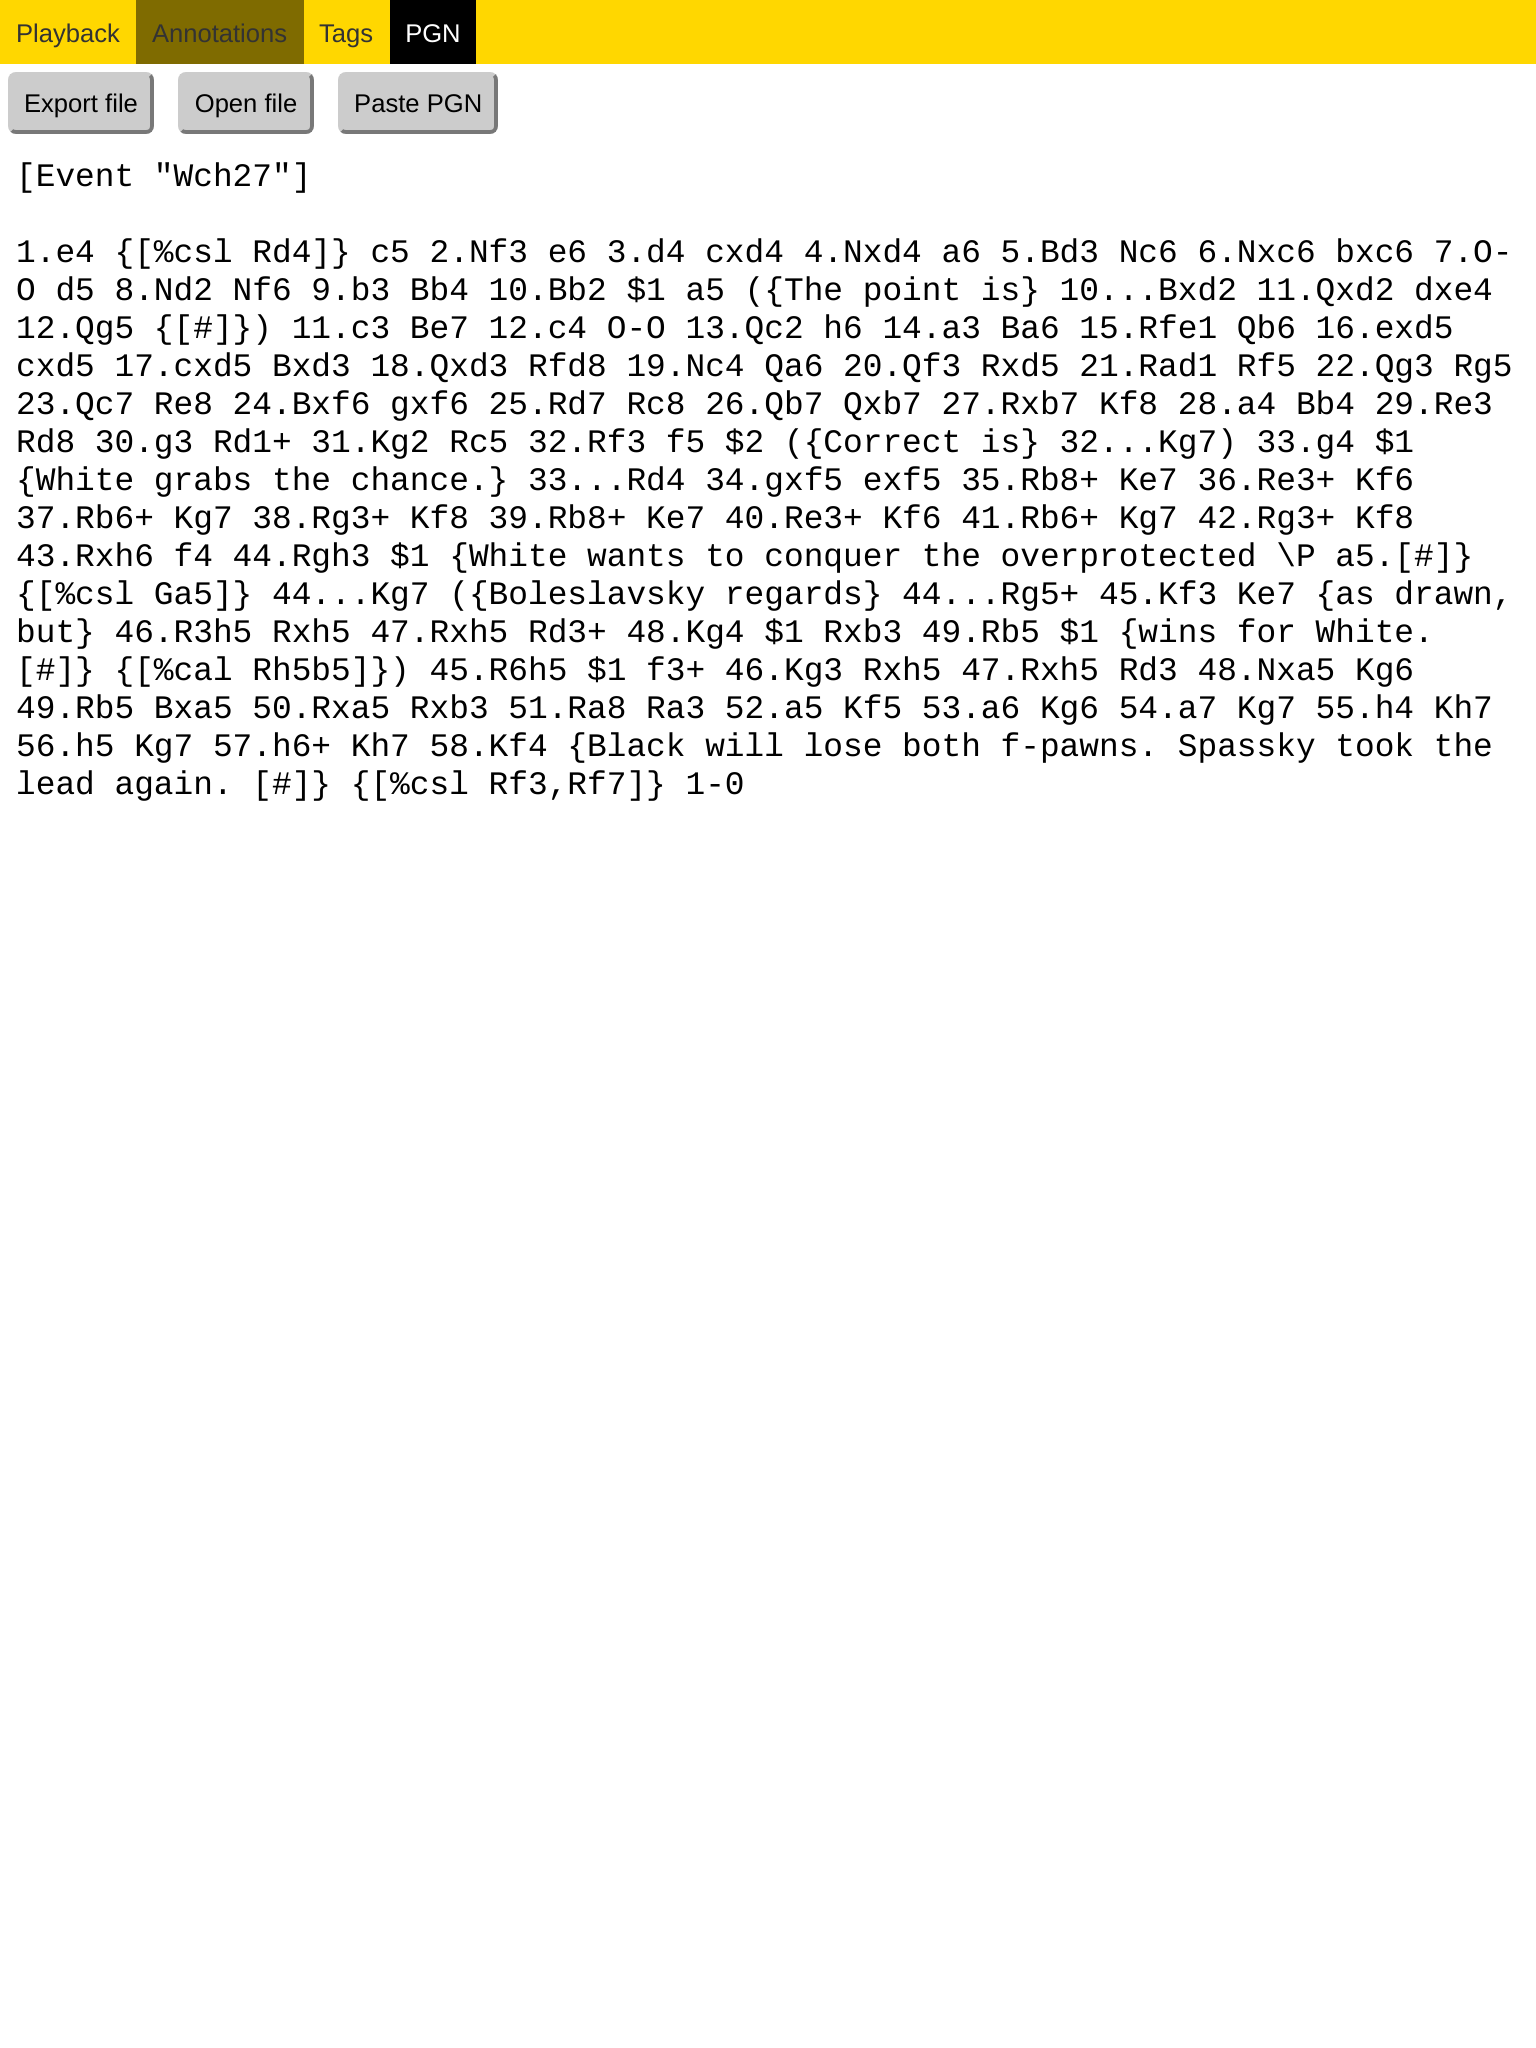 Playback Annotations Tags PGN
Export file Open file Paste PGN
[Event "Wch27"]
1.e4 {[%csl Rd4]} c5 2.Nf3 e6 3.d4 cxd4 4.Nxd4 a6 5.Bd3 Nc6 6.Nxc6 bxc6 7.O-
O d5 8.Nd2 Nf6 9.b3 Bb4 10.Bb2 $1 a5 ({The point is} 10...Bxd2 11.Qxd2 dxe4
12.Qg5 {[#]}) 11.c3 Be7 12.c4 O-O 13.Qc2 h6 14.a3 Ba6 15.Rfe1 Qb6 16.exd5
cxd5 17.cxd5 Bxd3 18.Qxd3 Rfd8 19.Nc4 Qa6 20.Qf3 Rxd5 21.Rad1 Rf5 22.Qg3 Rg5
23.Qc7 Re8 24.Bxf6 gxf6 25.Rd7 Rc8 26.Qb7 Qxb7 27.Rxb7 Kf8 28.a4 Bb4 29.Re3
Rd8 30.g3 Rd1+ 31.Kg2 Rc5 32.Rf3 f5 $2 ({Correct is} 32...Kg7) 33.g4 $1
{White grabs the chance.} 33...Rd4 34.gxf5 exf5 35.Rb8+ Ke7 36.Re3+ Kf6
37.Rb6+ Kg7 38.Rg3+ Kf8 39.Rb8+ Ke7 40.Re3+ Kf6 41.Rb6+ Kg7 42.Rg3+ Kf8
43.Rxh6 f4 44.Rgh3 $1 {White wants to conquer the overprotected \P a5.[#]}
{[%csl Ga5]} 44...Kg7 ({Boleslavsky regards} 44...Rg5+ 45.Kf3 Ke7 {as drawn,
but} 46.R3h5 Rxh5 47.Rxh5 Rd3+ 48.Kg4 $1 Rxb3 49.Rb5 $1 {wins for White.
[#]} {[%cal Rh5b5]}) 45.R6h5 $1 f3+ 46.Kg3 Rxh5 47.Rxh5 Rd3 48.Nxa5 Kg6
49.Rb5 Bxa5 50.Rxa5 Rxb3 51.Ra8 Ra3 52.a5 Kf5 53.a6 Kg6 54.a7 Kg7 55.h4 Kh7
56.h5 Kg7 57.h6+ Kh7 58.Kf4 {Black will lose both f-pawns. Spassky took the
lead again. [#]} {[%csl Rf3,Rf7]} 1-0